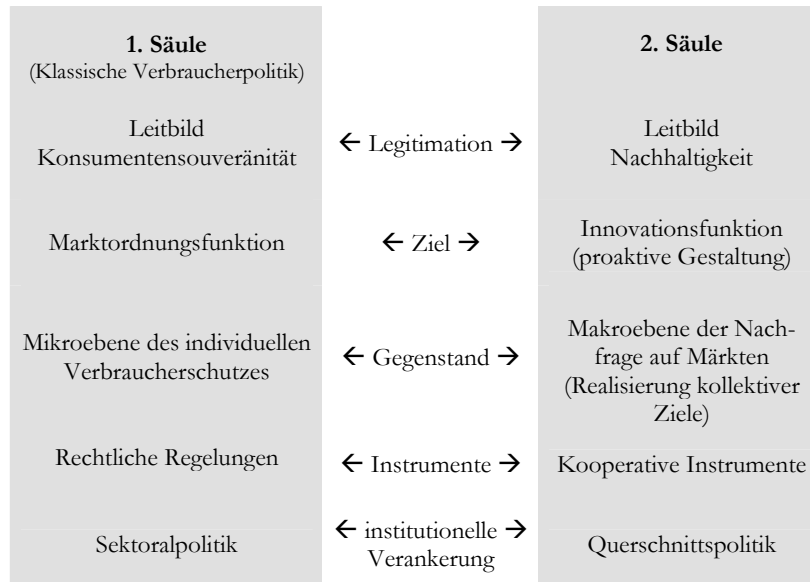 1. Säule
(Klassische Verbraucherpolitik)
2. Säule
Leitbild
Konsumentensouveränität
← Legitimation →
Leitbild
Nachhaltigkeit
Marktordnungsfunktion
← Ziel →
Innovationsfunktion
(proaktive Gestaltung)
Mikroebene des individuellen
Verbraucherschutzes
← Gegenstand →
Makroebene der Nach-
frage auf Märkten
(Realisierung kollektiver
Ziele)
Rechtliche Regelungen
← Instrumente →
Kooperative Instrumente
Sektoralpolitik
← institutionelle →
Verankerung
Querschnittspolitik